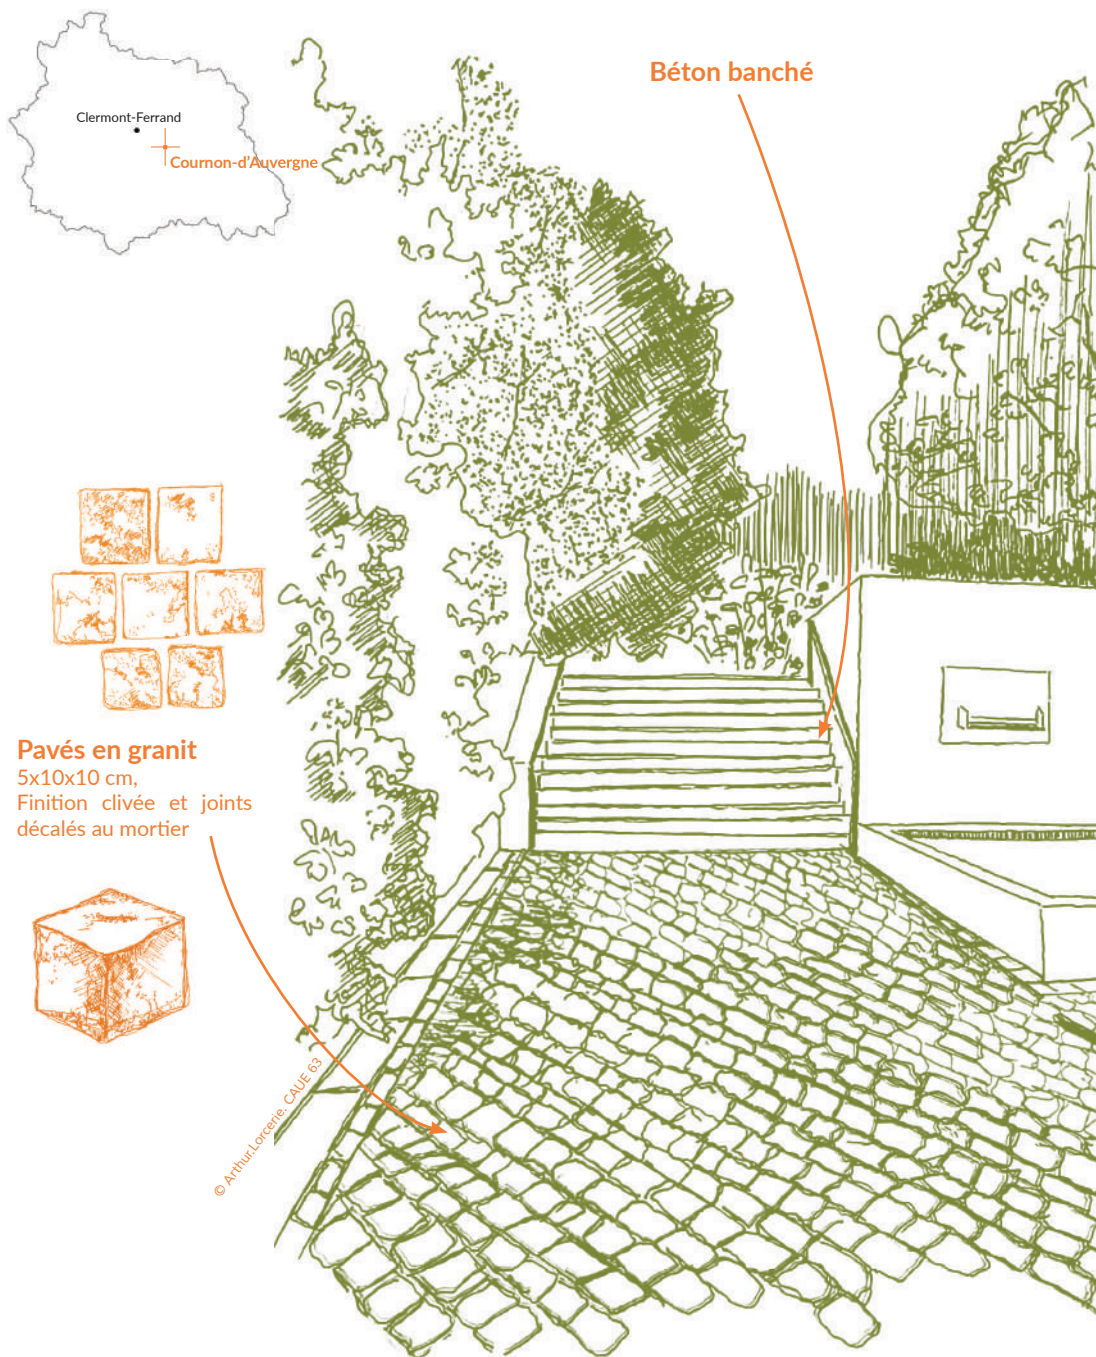 Béton banché
Clermont-Ferrand
Cournon-d'Auvergne
Pavés en granit
5x10x10 cm,
Finition clivée et joints
décalés au mortier
© Arthur.Lorcerie. CAUE 63